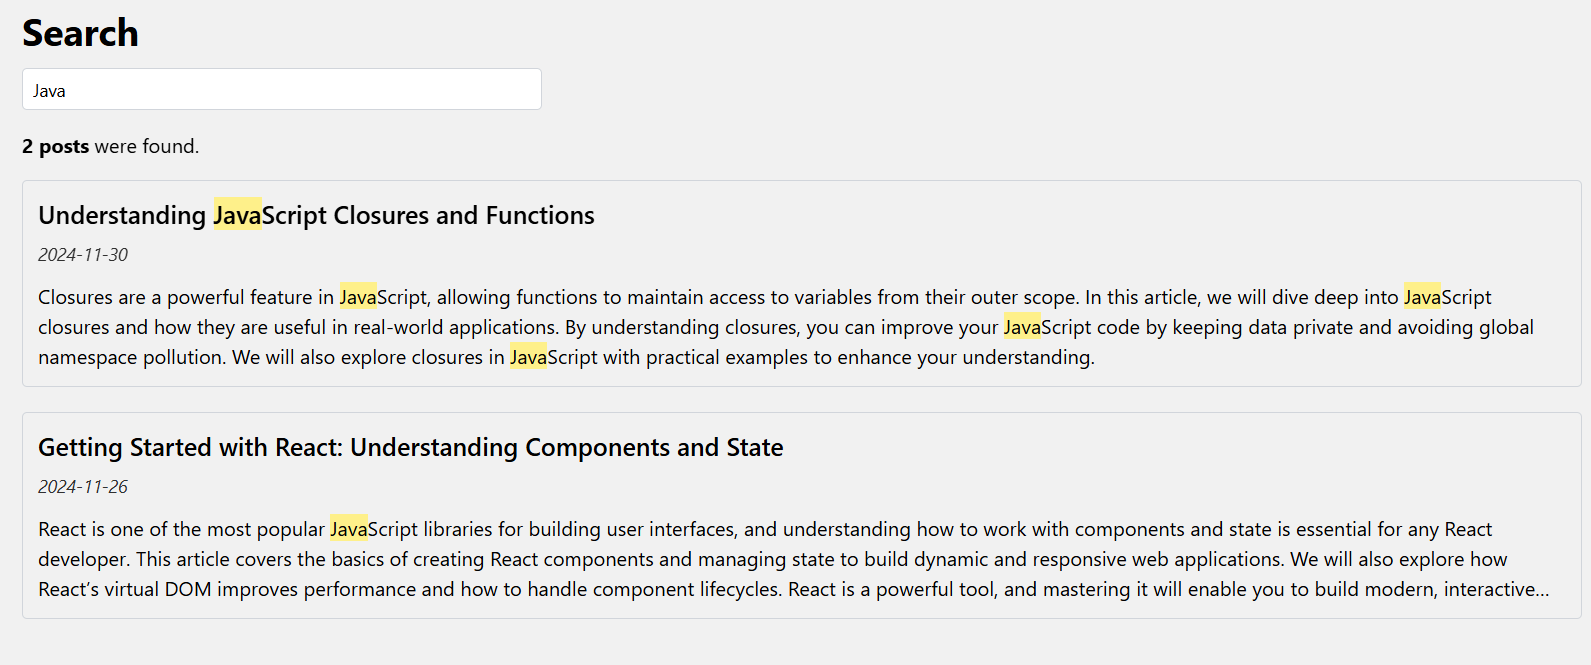 Search
Java
2 posts were found.
Understanding JavaScript Closures and Functions
2024-11-30
Closures are a powerful feature in JavaScript, allowing functions to maintain access to variables from their outer scope. In this article, we will dive deep into JavaScript
closures and how they are useful in real-world applications. By understanding closures, you can improve your JavaScript code by keeping data private and avoiding global
namespace pollution. We will also explore closures in JavaScript with practical examples to enhance your understanding.
Getting Started with React: Understanding Components and State
2024-11-26
React is one of the most popular JavaScript libraries for building user interfaces, and understanding how to work with components and state is essential for any React
developer. This article covers the basics of creating React components and managing state to build dynamic and responsive web applications. We will also explore how
React’s virtual DOM improves performance and how to handle component lifecycles. React is a powerful tool, and mastering it will enable you to build modern, interactive…